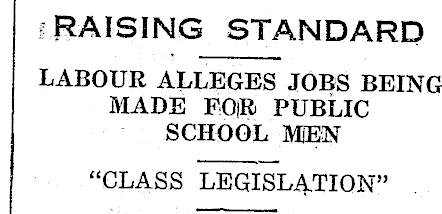 RAISING STANDARD
LABOUR ALLEGES JOBS BEING
MADE FOR PUBLIC
SCHOOL MEN
"CLASS LEGISLATION"